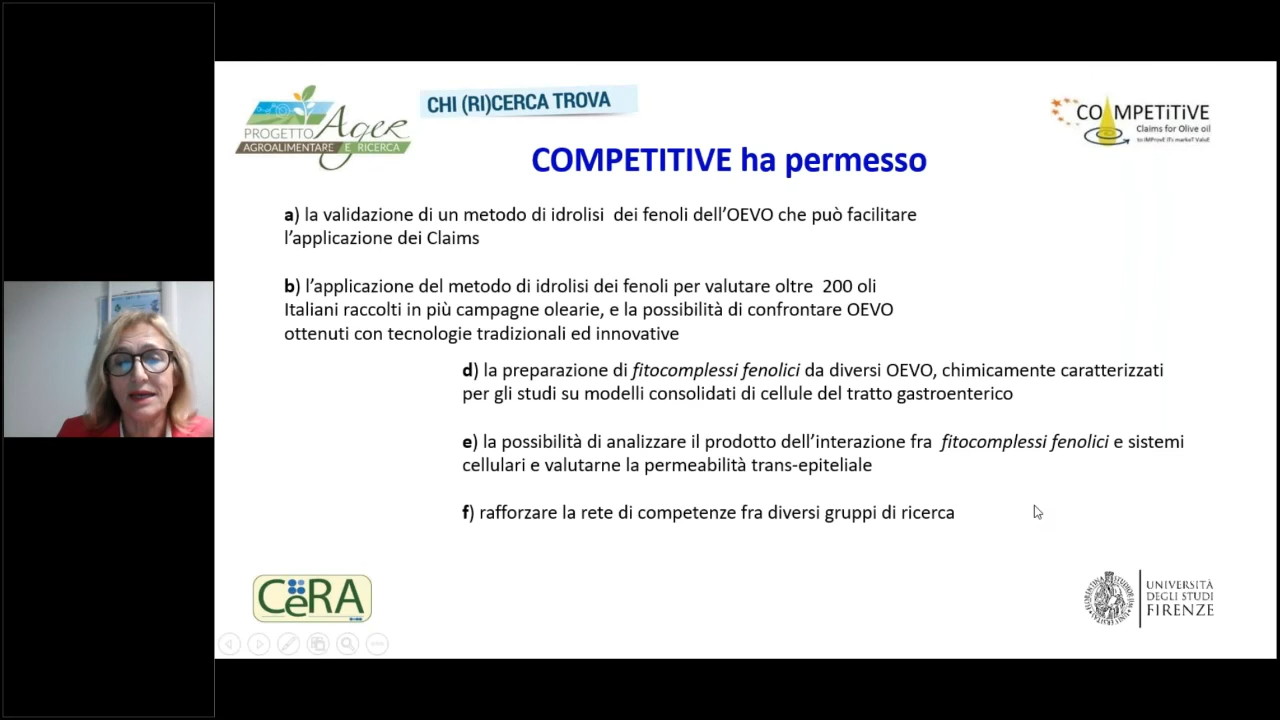 PROGETTO Ager
AGROALIMENTARE E RICERCA
CHI (RI)CERCA TROVA
COMPETITIVE
Claims for Olive oil
to IMProvE iTs markeT ValuE
COMPETITIVE ha permesso
a) la validazione di un metodo di idrolisi dei fenoli dell'OEVO che può facilitare
l'applicazione dei Claims
b) l'applicazione del metodo di idrolisi dei fenoli per valutare oltre 200 oli
Italiani raccolti in più campagne olearie, e la possibilità di confrontare OEVO
ottenuti con tecnologie tradizionali ed innovative
d) la preparazione di fitocomplessi fenolici da diversi OEVO, chimicamente caratterizzati
per gli studi su modelli consolidati di cellule del tratto gastroenterico
e) la possibilità di analizzare il prodotto dell'interazione fra fitocomplessi fenolici e sistemi
cellulari e valutarne la permeabilità trans-epiteliale
f) rafforzare la rete di competenze fra diversi gruppi di ricerca
CeRA
UNIVERSITÀ
DEGLI STUDI
FIRENZE